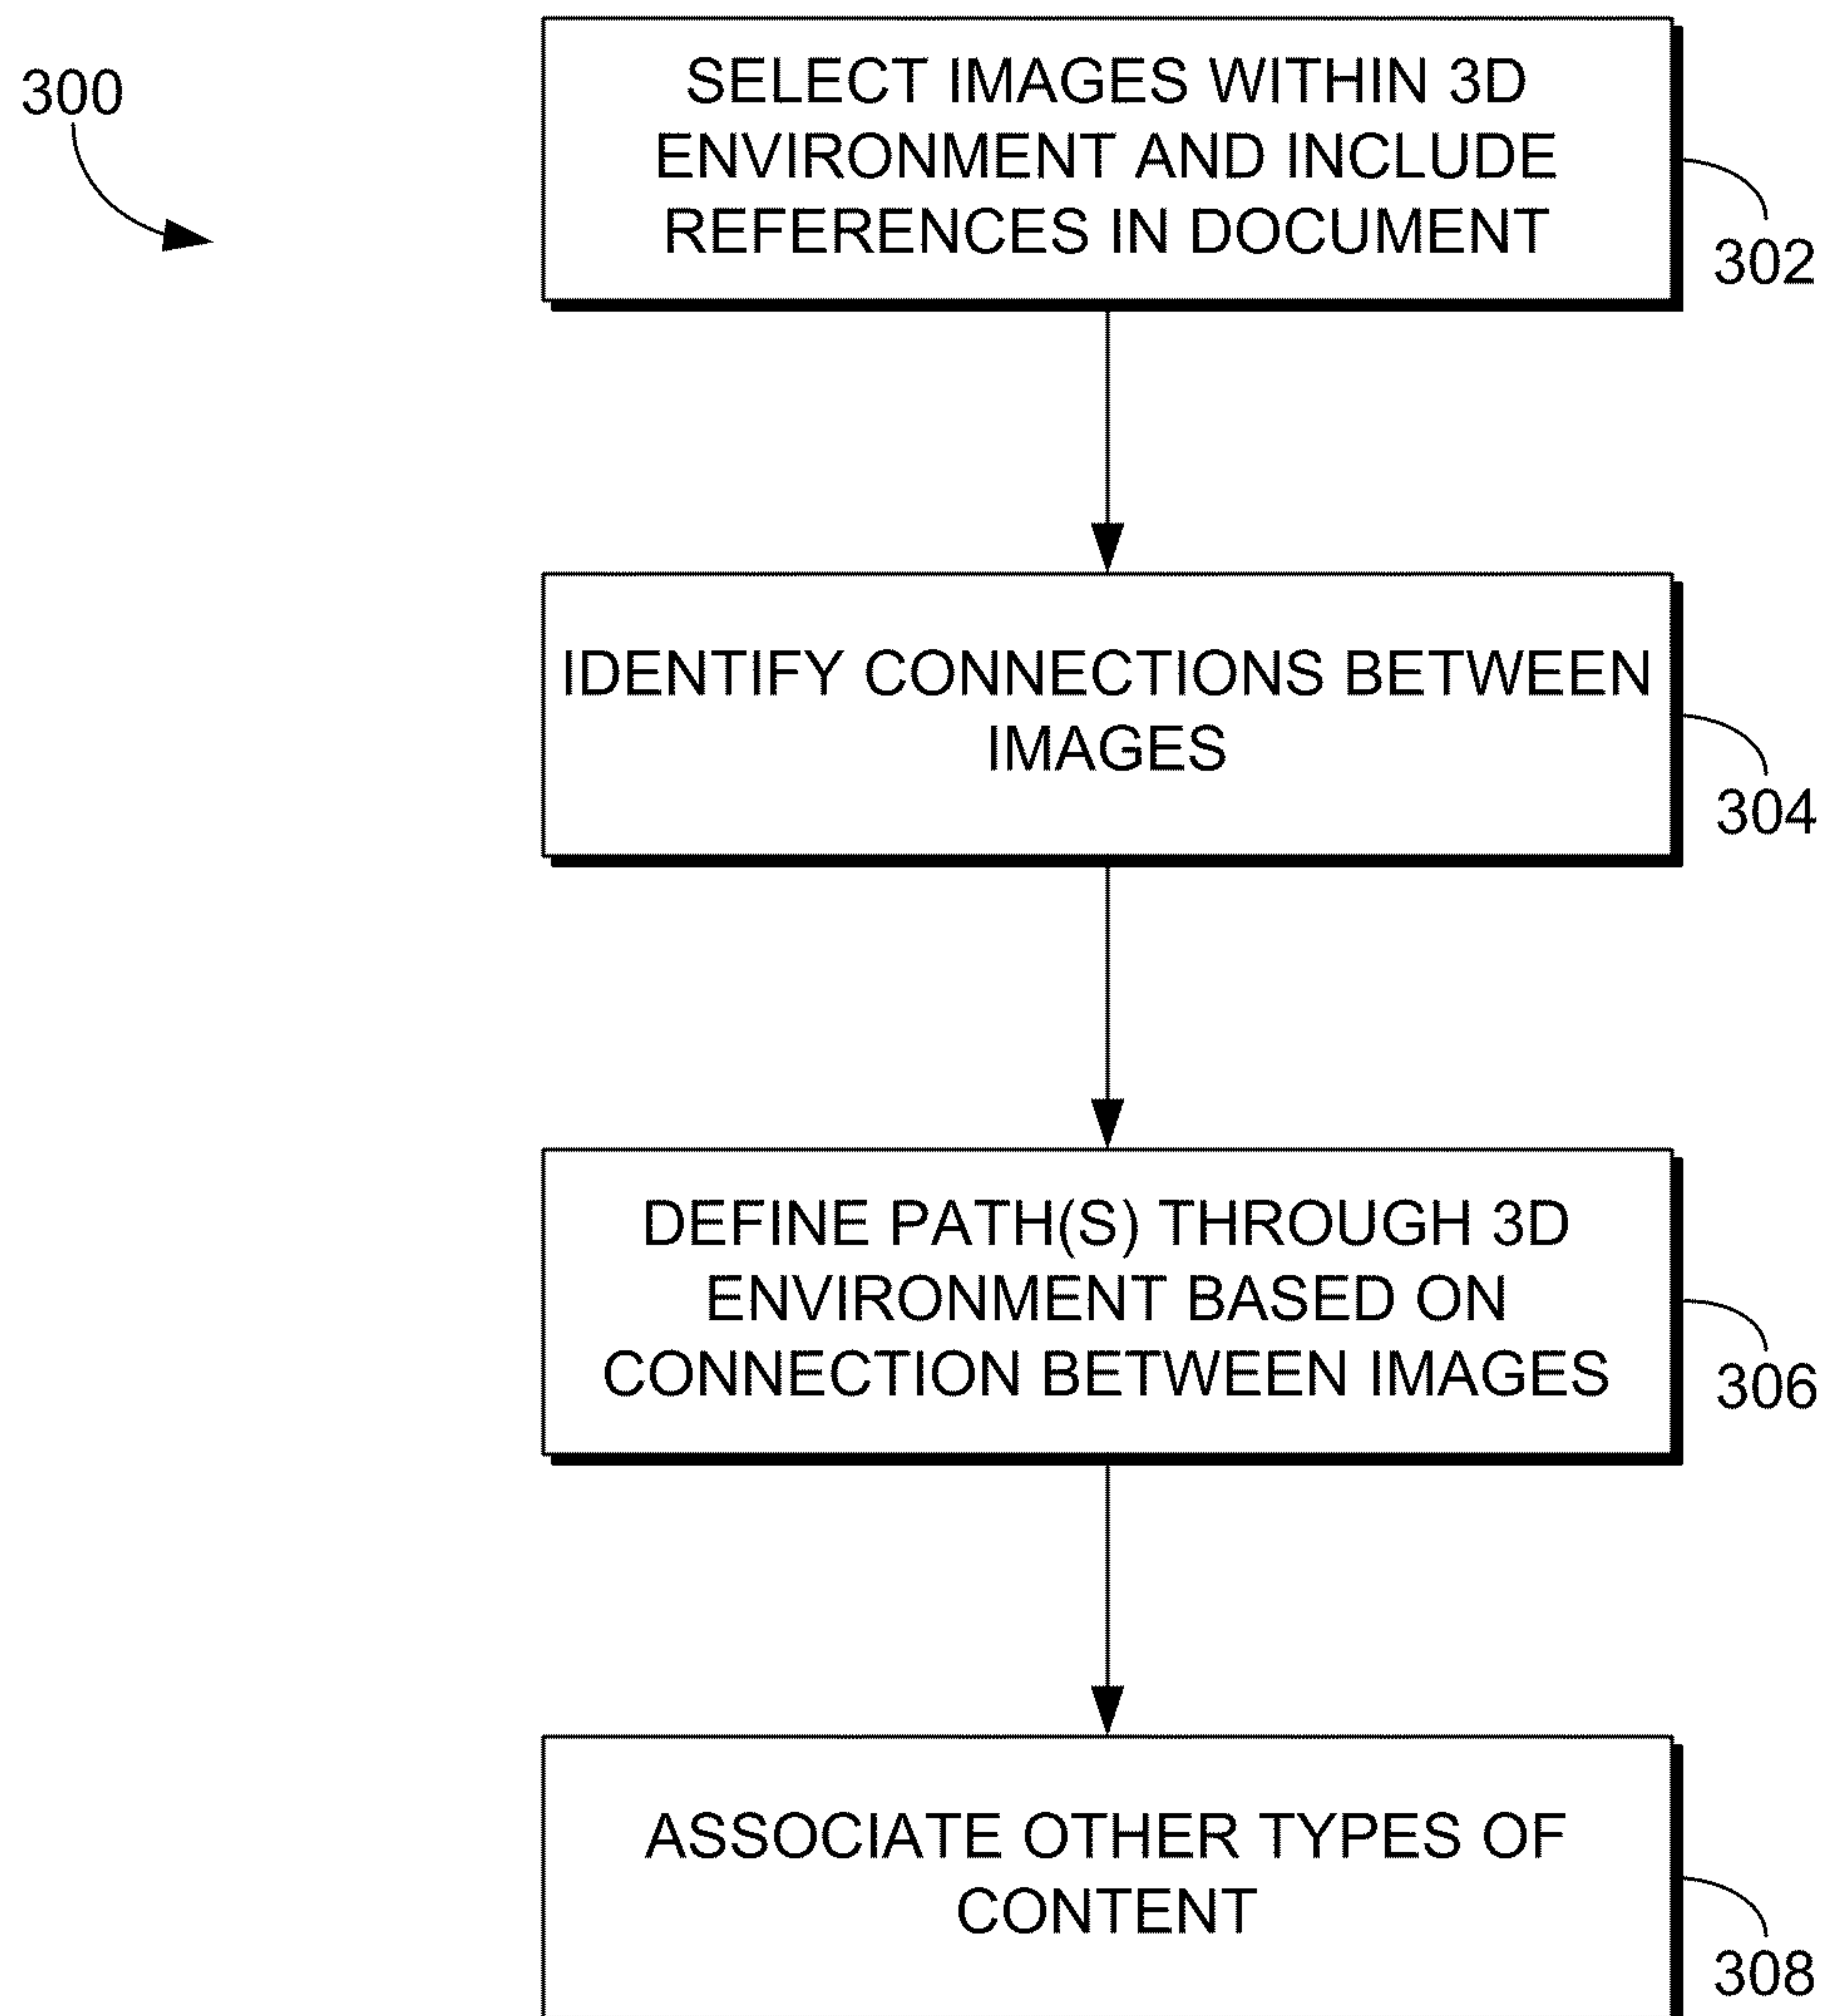 300
SELECT IMAGES WITHIN 3D
ENVIRONMENT AND INCLUDE
REFERENCES IN DOCUMENT
302
IDENTIFY CONNECTIONS BETWEEN
IMAGES
304
DEFINE PATH(S) THROUGH 3D
ENVIRONMENT BASED ON
CONNECTION BETWEEN IMAGES
306
ASSOCIATE OTHER TYPES OF
CONTENT
308